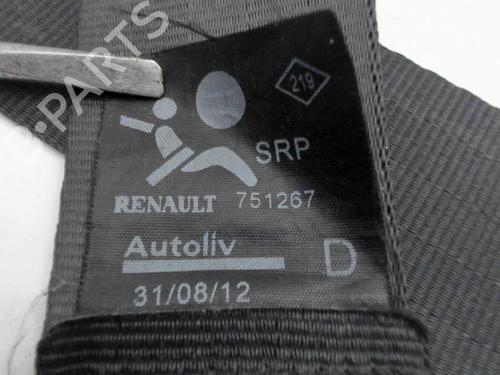 219
SRP
RENAULT 751267
Autoliv
D
31/08/12
B-PARTS